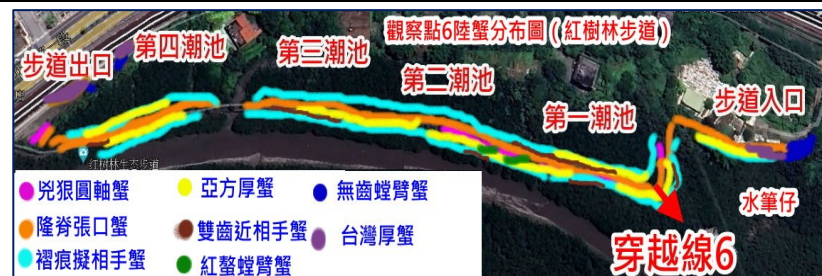 觀察點6陸蟹分布圖(紅樹林步道)
步道出口
第四潮池
第三潮池
第二潮池
第一潮池
步道入口
红树林生态步道
水筆仔
穿越線6
兇狠圓軸蟹
亞方厚蟹
無齒螳臂蟹
隆脊張口蟹
雙齒近相手蟹
台灣厚蟹
褶痕擬相手蟹
紅螯螳臂蟹